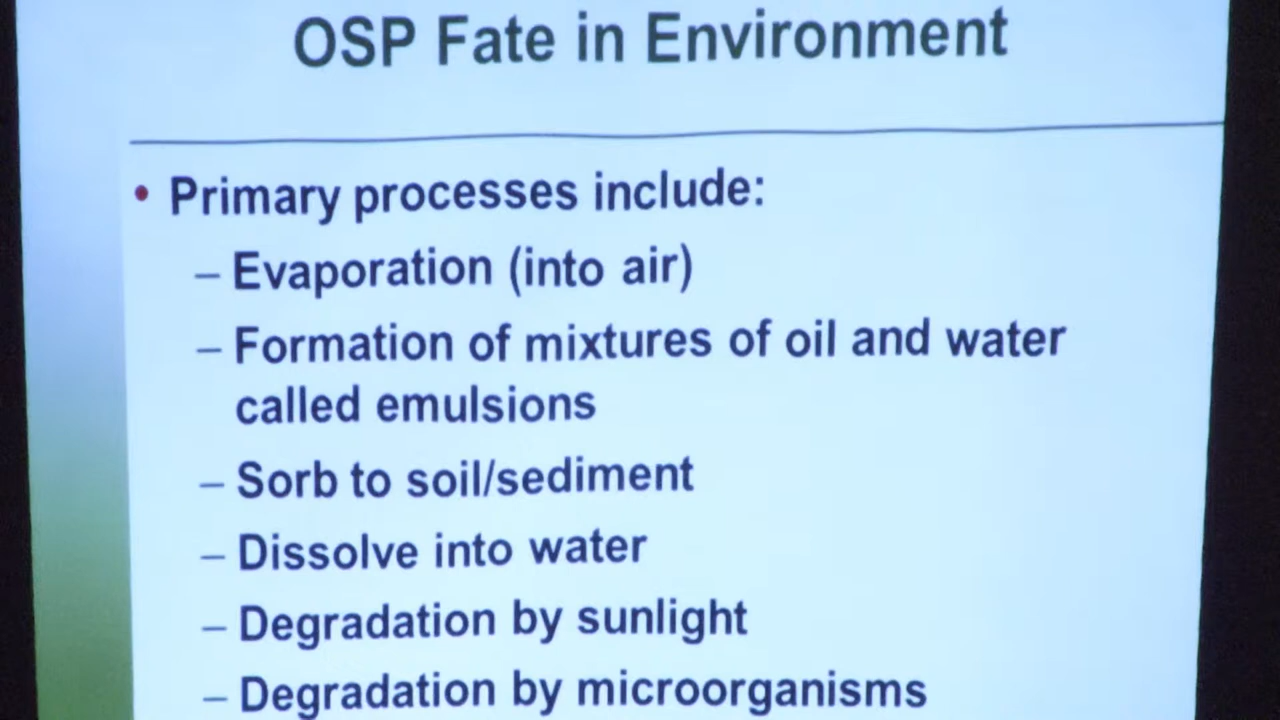 OSP Fate in Environment
• Primary processes include:
– Evaporation (into air)
– Formation of mixtures of oil and water
called emulsions
– Sorb to soil/sediment
– Dissolve into water
– Degradation by sunlight
– Degradation by microorganisms